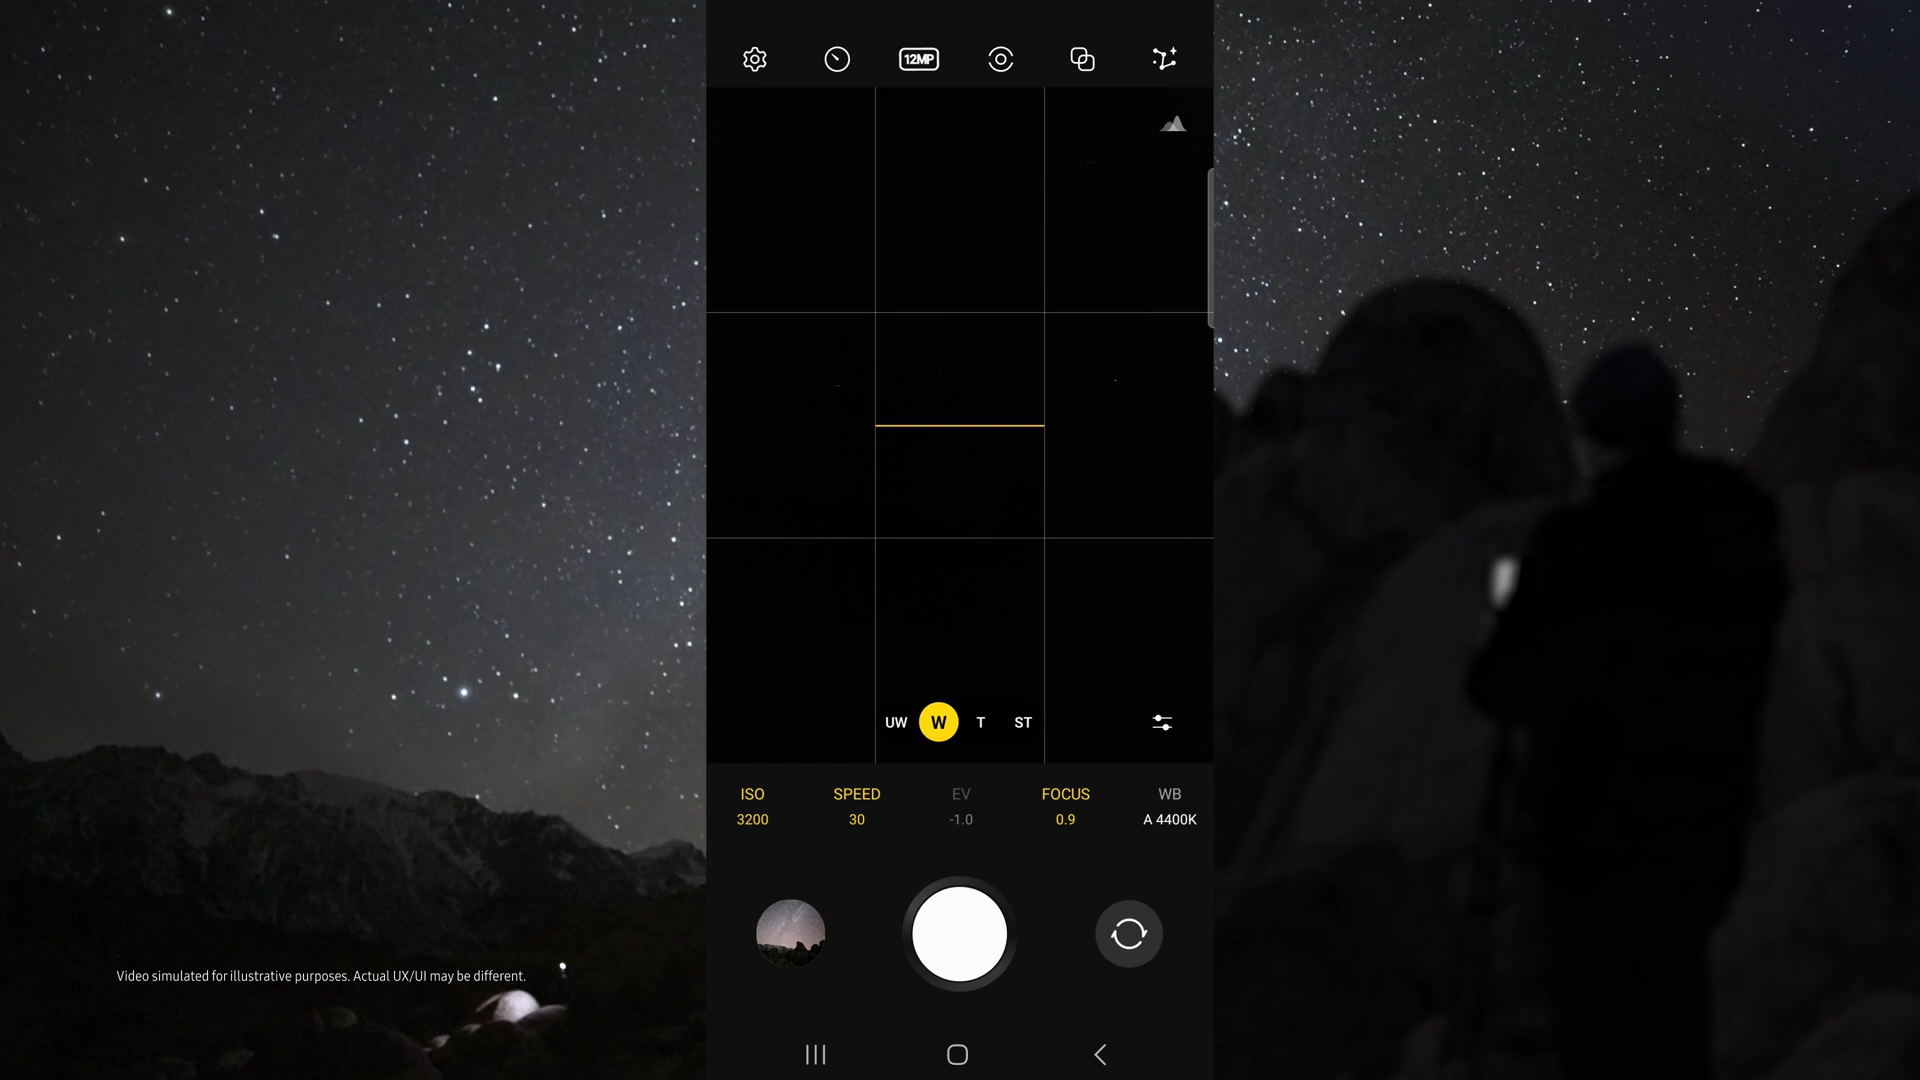 12MP
UW W T ST
ISO SPEED EV FOCUS WB
3200 30 -1.0 0.9 A 4400K
Video simulated for illustrative purposes. Actual UX/UI may be different.